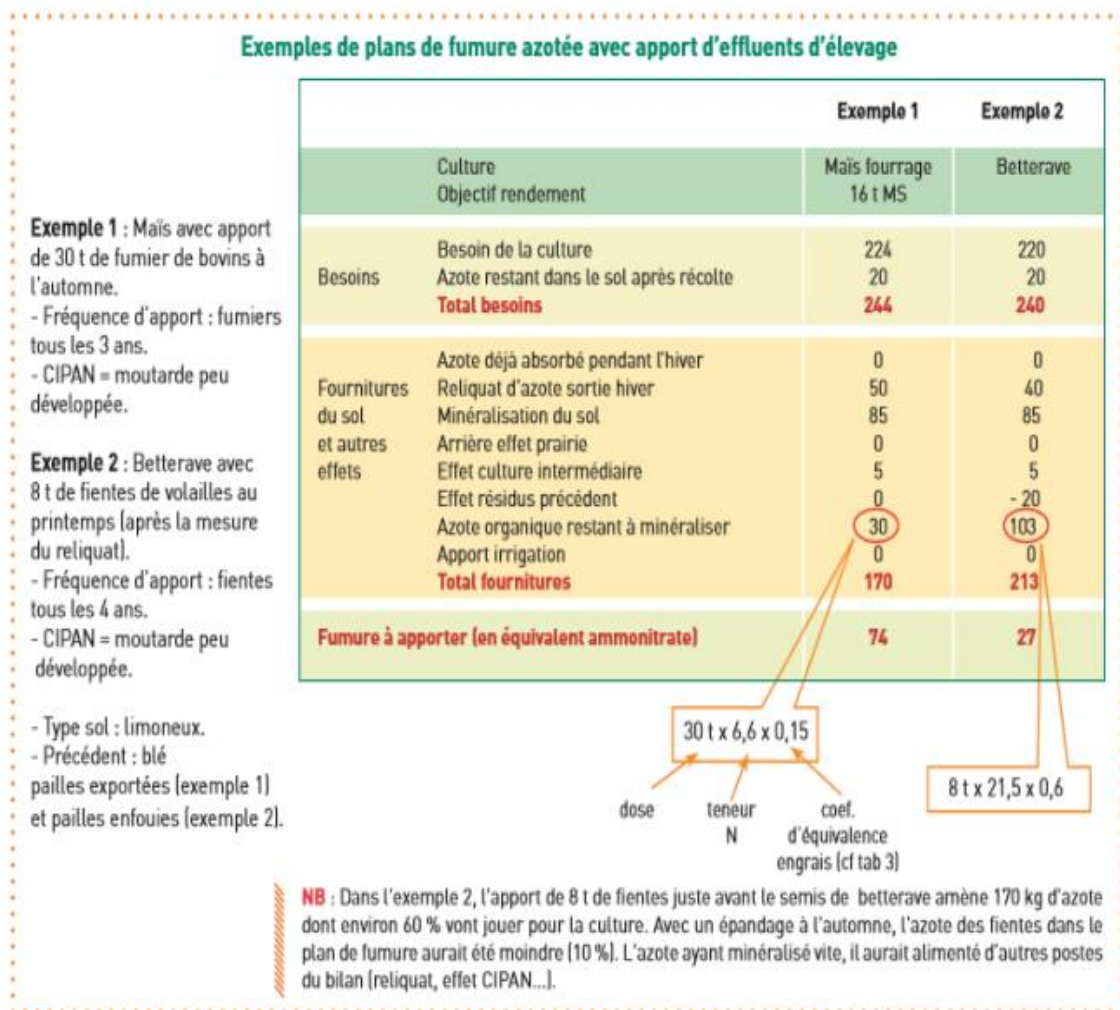 Exemples de plans de fumure azotée avec apport d'effluents d'élevage
Exemple 1 : Maïs avec apport
de 30 t de fumier de bovins à
l'automne.
- Fréquence d'apport : fumiers
tous les 3 ans.
- CIPAN = moutarde peu
développée.
Exemple 2 : Betterave avec
8 t de fientes de volailles au
printemps (après la mesure
du reliquat).
- Fréquence d'apport : fientes
tous les 4 ans.
- CIPAN = moutarde peu
développée.
- Type sol : limoneux.
- Précédent : blé
pailles exportées (exemple 1)
et pailles enfouies (exemple 2).
Exemple 1 Exemple 2
Culture Maïs fourrage Betterave
Objectif rendement 16 t MS
Besoin de la culture 224 220
Besoins Azote restant dans le sol après récolte 20 20
Total besoins 244 240
Azote déjà absorbé pendant l'hiver 0 0
Fournitures Reliquat d'azote sortie hiver 50 40
du sol Minéralisation du sol 85 85
et autres Arrière effet prairie 0 0
effets Effet culture intermédiaire 5 5
Effet résidus précédent 0 - 20
Azote organique restant à minéraliser 30 103
Apport irrigation 0 0
Total fournitures 170 213
Fumure à apporter (en équivalent ammonitrate) 74 27
30 t x 6,6 x 0,15
8 t x 21,5 x 0,6
dose teneur coef.
N d'équivalence
engrais (cf tab 3)
NB : Dans l'exemple 2, l'apport de 8 t de fientes juste avant le semis de betterave amène 170 kg d'azote
dont environ 60 % vont jouer pour la culture. Avec un épandage à l'automne, l'azote des fientes dans le
plan de fumure aurait été moindre (10 %). L'azote ayant minéralisé vite, il aurait alimenté d'autres postes
du bilan (reliquat, effet CIPAN...).